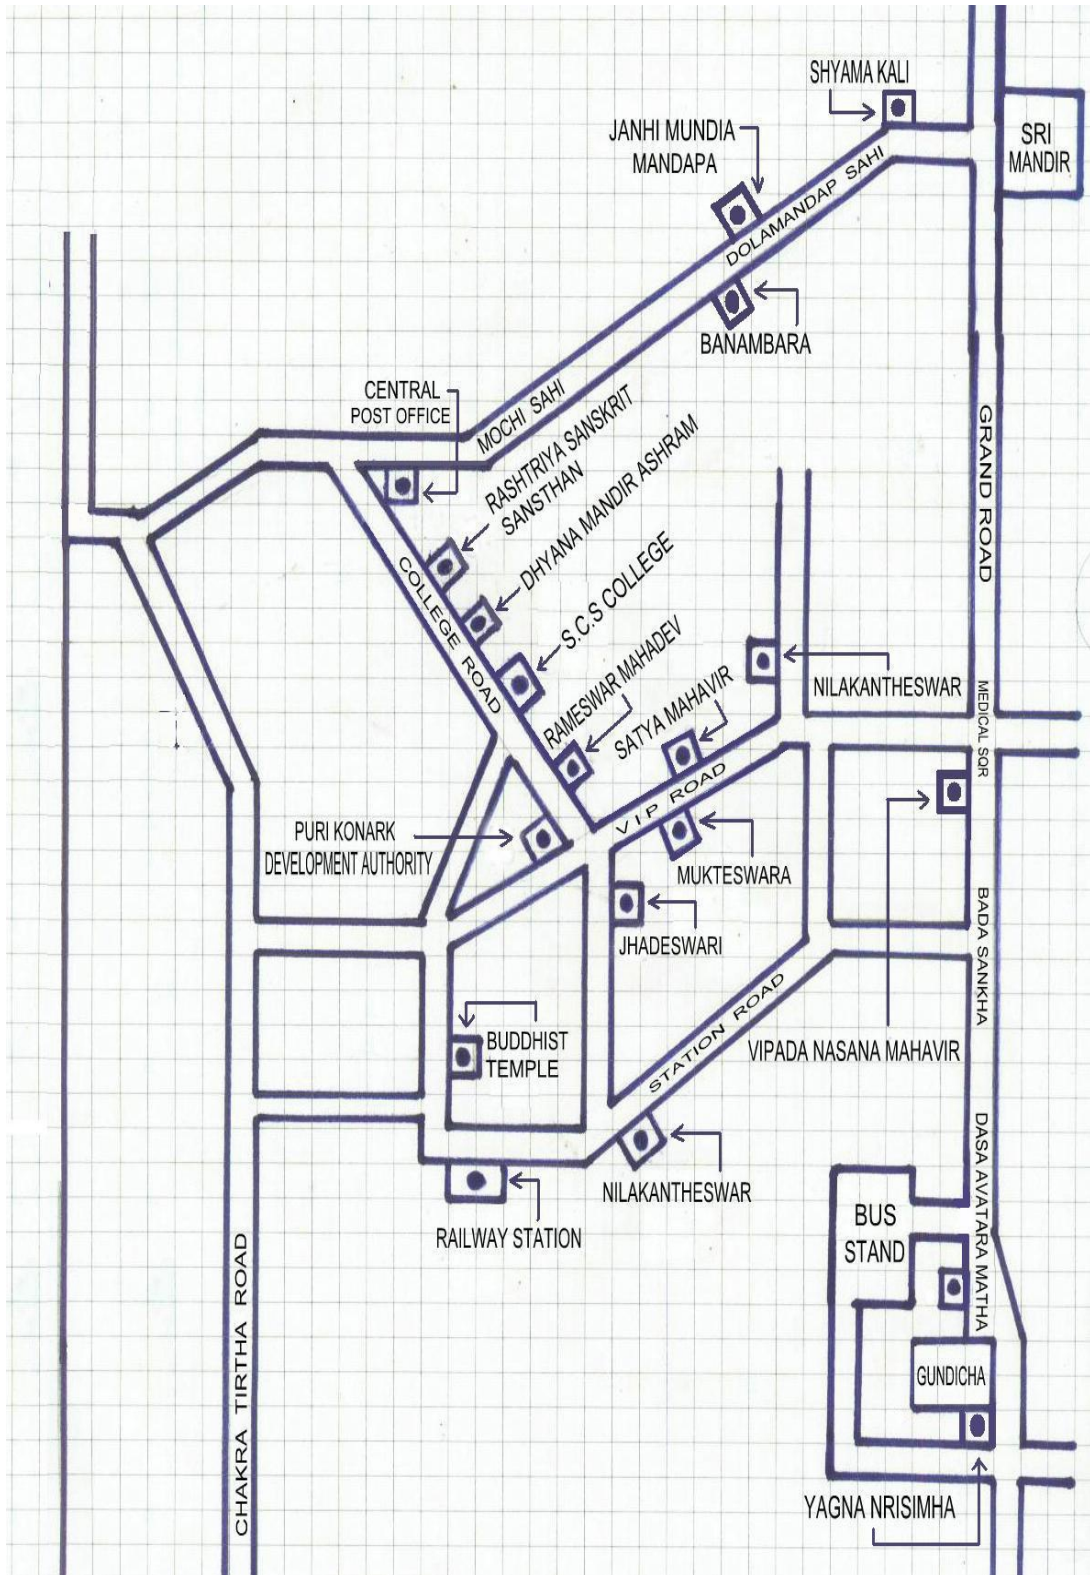 SHYAMA KALI
JANHI MUNDIA
MANDAPA
SRI
MANDIR
DOLAMANDAP SAHI
BANAMBARA
CENTRAL
POST OFFICE
MOCHI SAHI
RASHTRIYA SANSKRIT
SANSTHAN
DHYANA MANDIR ASHRAM
S.C.S COLLEGE
GRAND ROAD
COLLEGE ROAD
RAMESWAR MAHADEV
SATYA MAHAVIR
NILAKANTHESWAR
MEDICAL SQR
VIP ROAD
PURI KONARK
DEVELOPMENT AUTHORITY
MUKTESWARA
JHADESWARI
BADA SANKHA
STATION ROAD
BUDDHIST
TEMPLE
VIPADA NASANA MAHAVIR
NILAKANTHESWAR
RAILWAY STATION
DASA AVATARA MATHA
BUS
STAND
CHAKRA TIRTHA ROAD
GUNDICHA
YAGNA NRISIMHA